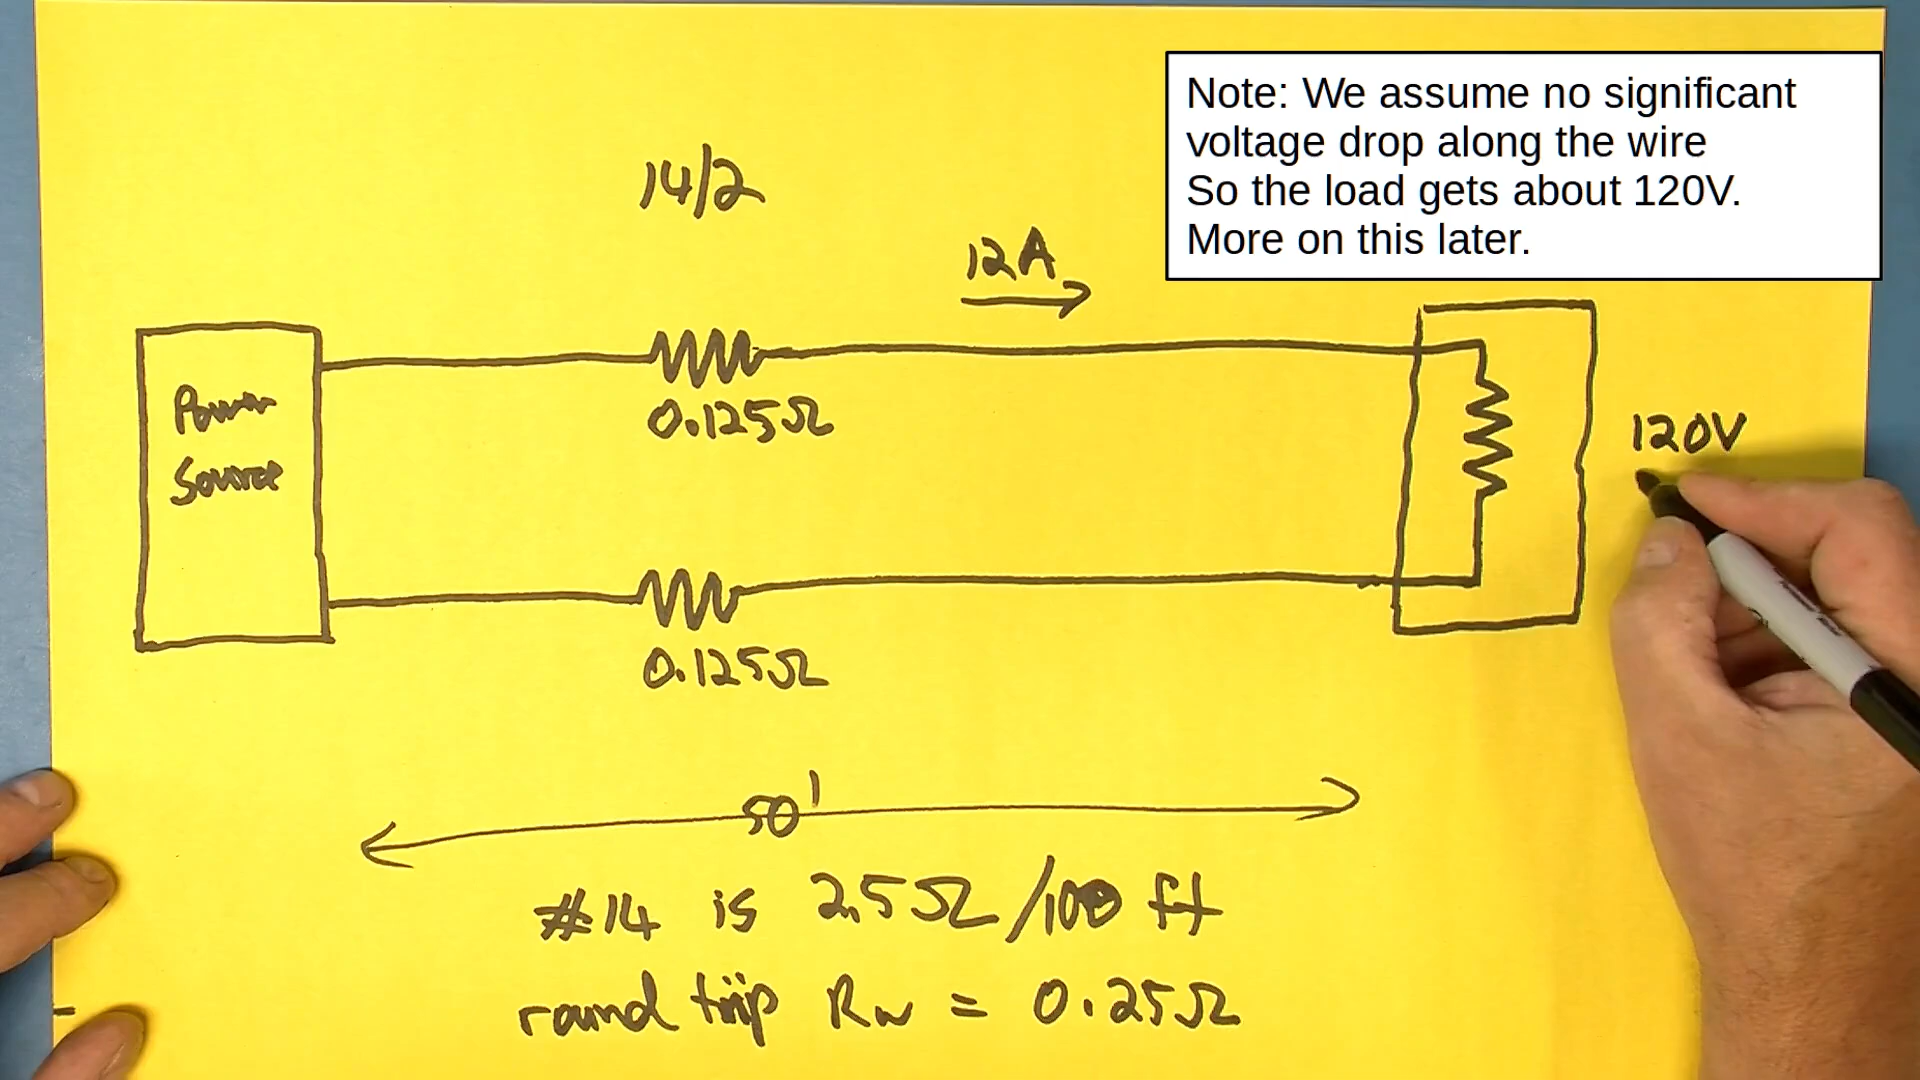 Note: We assume no significant
voltage drop along the wire
So the load gets about 120V.
More on this later.
14/2
12A
Power
Source
0.125Ω
120V
0.125Ω
50'
#14 is 2.5Ω/100 ft
round trip Rw = 0.25Ω